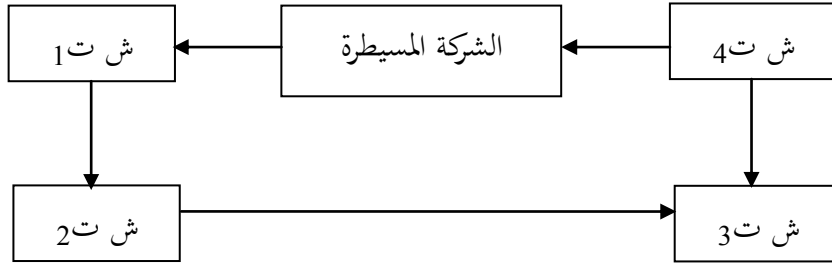 ش ت4
الشركة المسيطرة
ش ت1
ش ت3
ش ت2